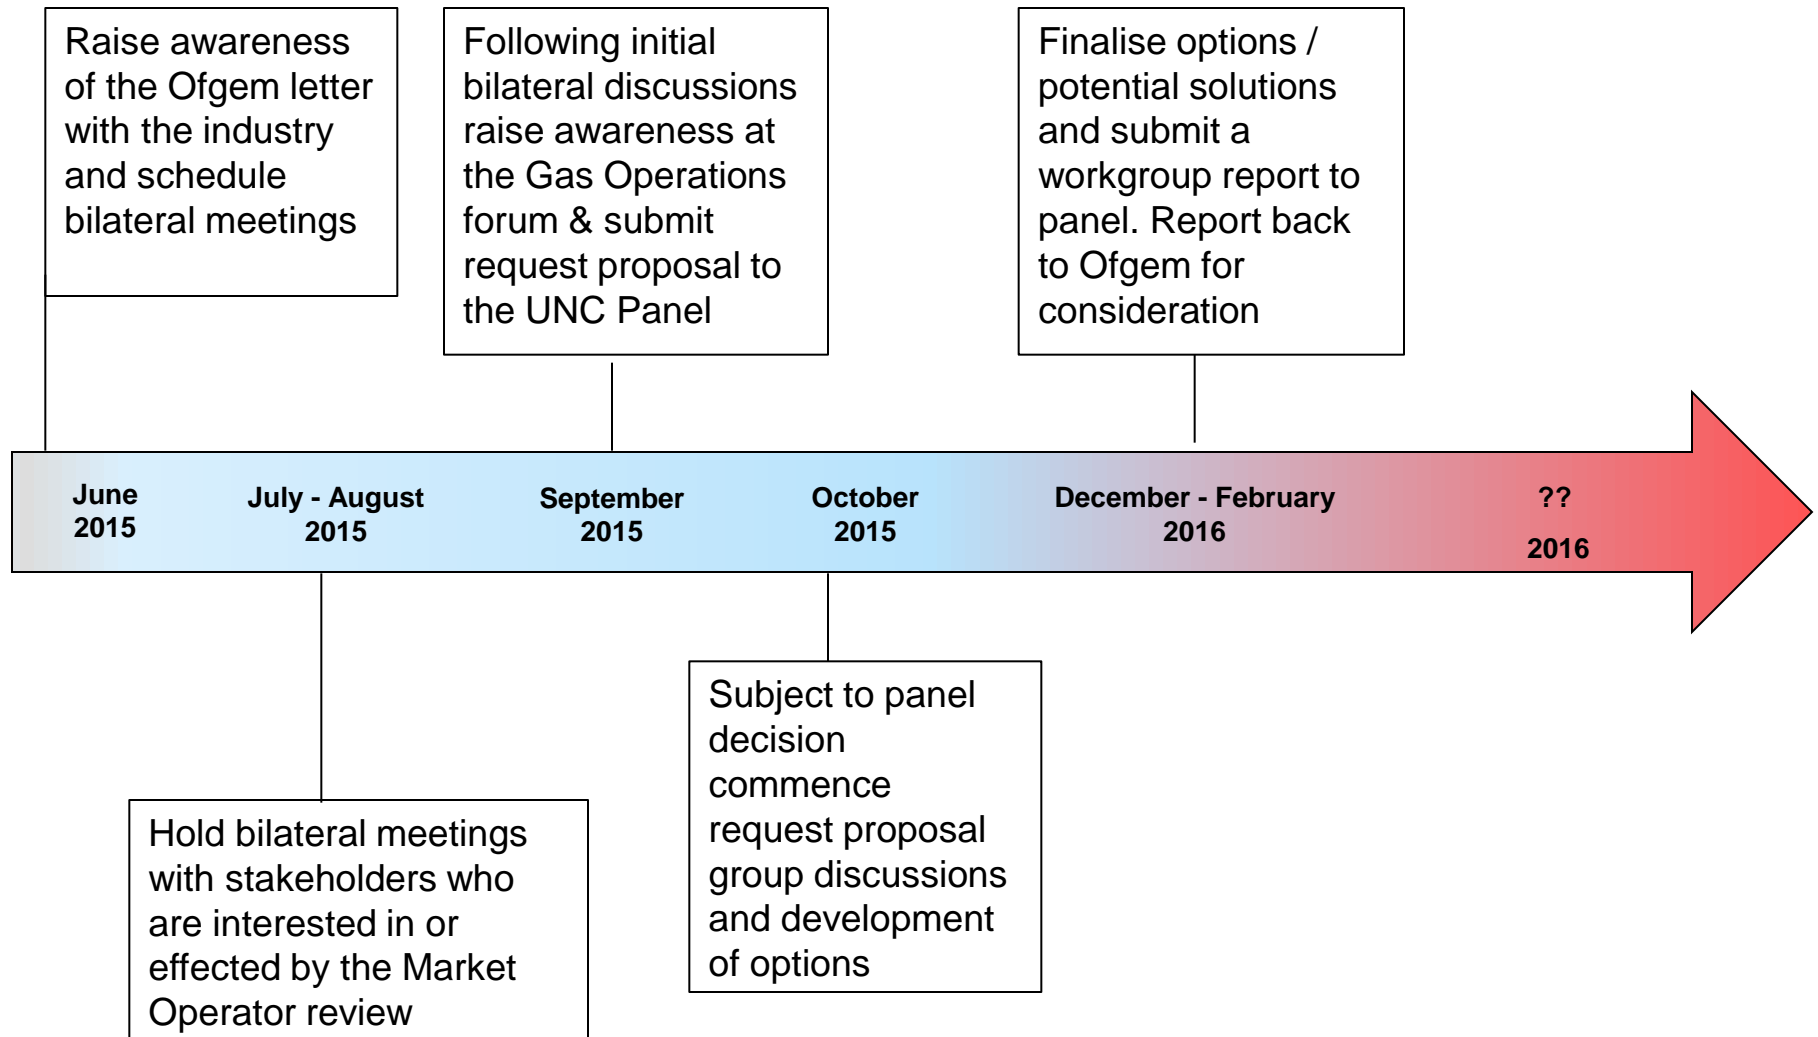 Raise awareness
of the Ofgem letter
with the industry
and schedule
bilateral meetings
Following initial
bilateral discussions
raise awareness at
the Gas Operations
forum & submit
request proposal to
the UNC Panel
Finalise options /
potential solutions
and submit a
workgroup report to
panel. Report back
to Ofgem for
consideration
June
2015
July - August
2015
September
2015
October
2015
December - February
2016
??
2016
Hold bilateral meetings
with stakeholders who
are interested in or
effected by the Market
Operator review
Subject to panel
decision
commence
request proposal
group discussions
and development
of options